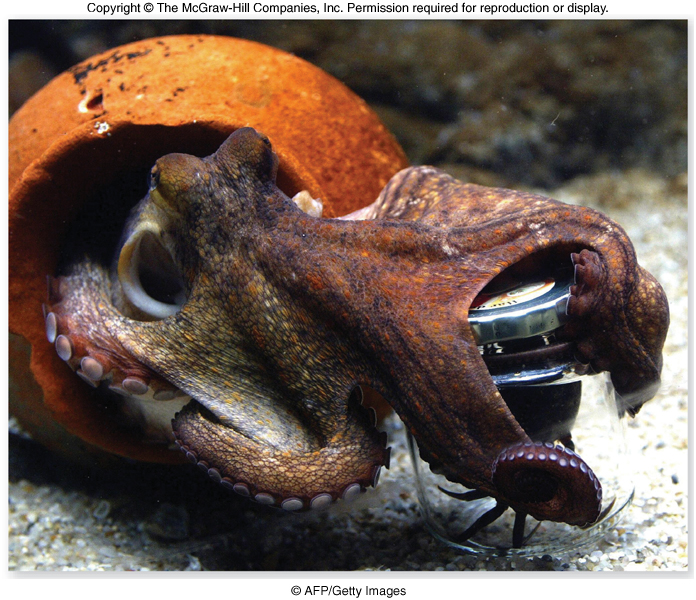 Copyright © The McGraw-Hill Companies, Inc. Permission required for reproduction or display.
© AFP/Getty Images